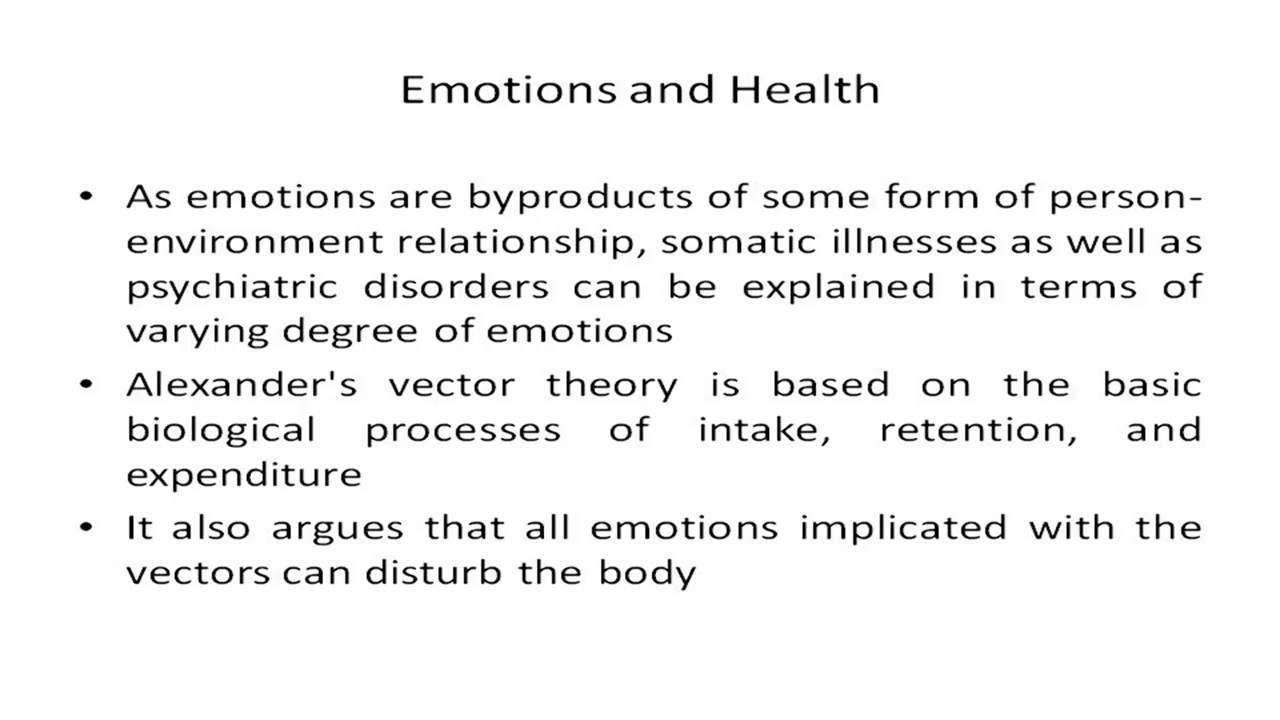 Emotions and Health
• As emotions are byproducts of some form of person-
environment relationship, somatic illnesses as well as
psychiatric disorders can be explained in terms of
varying degree of emotions
• Alexander's vector theory is based on the basic
biological processes of intake, retention, and
expenditure
• It also argues that all emotions implicated with the
vectors can disturb the body